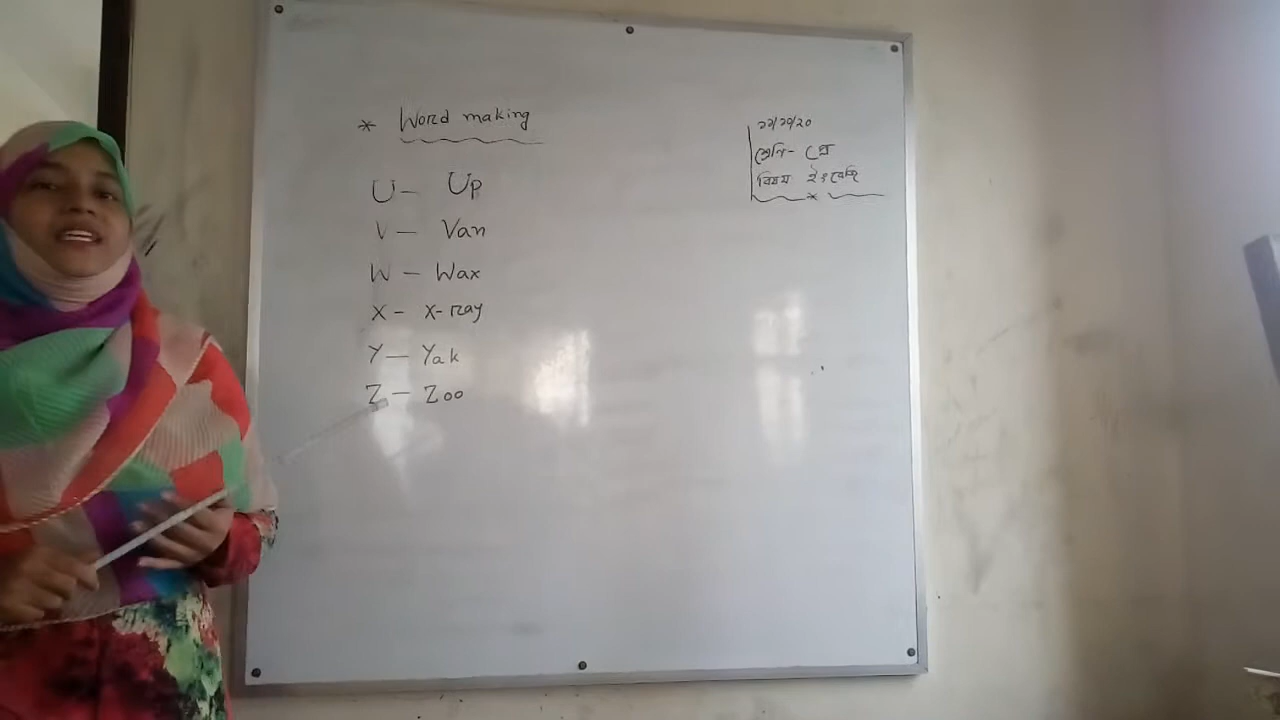 * Word making
U - Up
V - Van
W - Wax
X - X-ray
Y - Yak
Z - Zoo
শ্রেণি- প্লে
বিষয় ইংরেজি